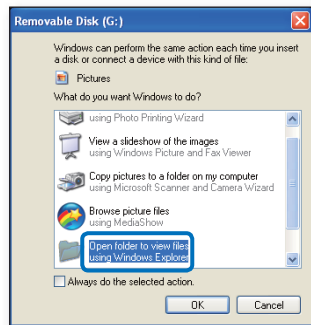 Removable Disk (G:)
Windows can perform the same action each time you insert
a disk or connect a device with this kind of file:
Pictures
What do you want Windows to do?
using Photo Printing Wizard
View a slideshow of the images
using Windows Picture and Fax Viewer
Copy pictures to a folder on my computer
using Microsoft Scanner and Camera Wizard
Browse picture files
using MediaShow
Open folder to view files
using Windows Explorer
Always do the selected action.
OK
Cancel